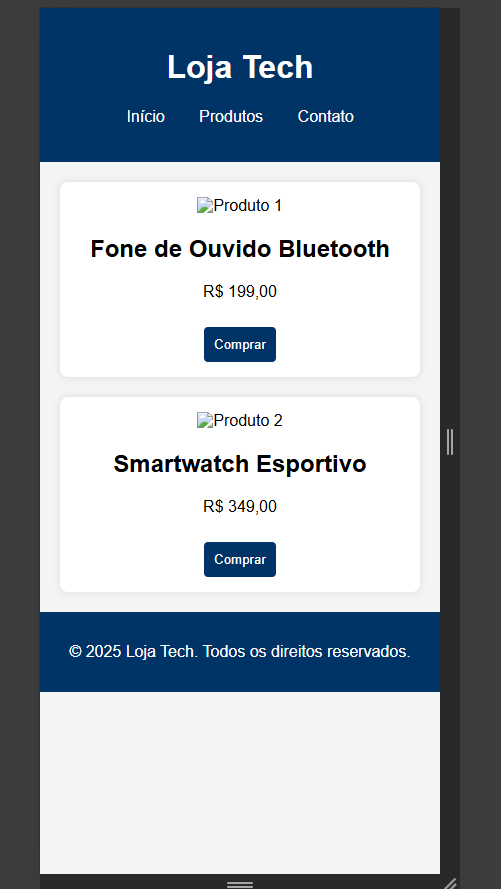 Loja Tech
Início Produtos Contato
Produto 1
Fone de Ouvido Bluetooth
R$ 199,00
Comprar
Produto 2
Smartwatch Esportivo
R$ 349,00
Comprar
© 2025 Loja Tech. Todos os direitos reservados.